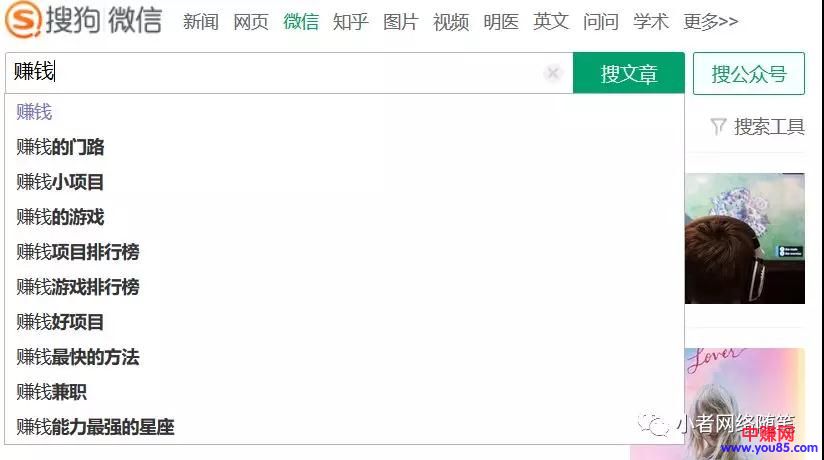 搜狗 微信 新闻 网页 微信 知乎 图片 视频 明医 英文 问问 学术 更多>>
赚钱 搜文章 搜公众号
赚钱
搜索工具
赚钱的门路
赚钱小项目
赚钱的游戏
赚钱项目排行榜
赚钱游戏排行榜
赚钱好项目
赚钱最快的方法
Lover
赚钱兼职
赚钱能力最强的星座
小者网络随笔
中赚网
www.you85.com